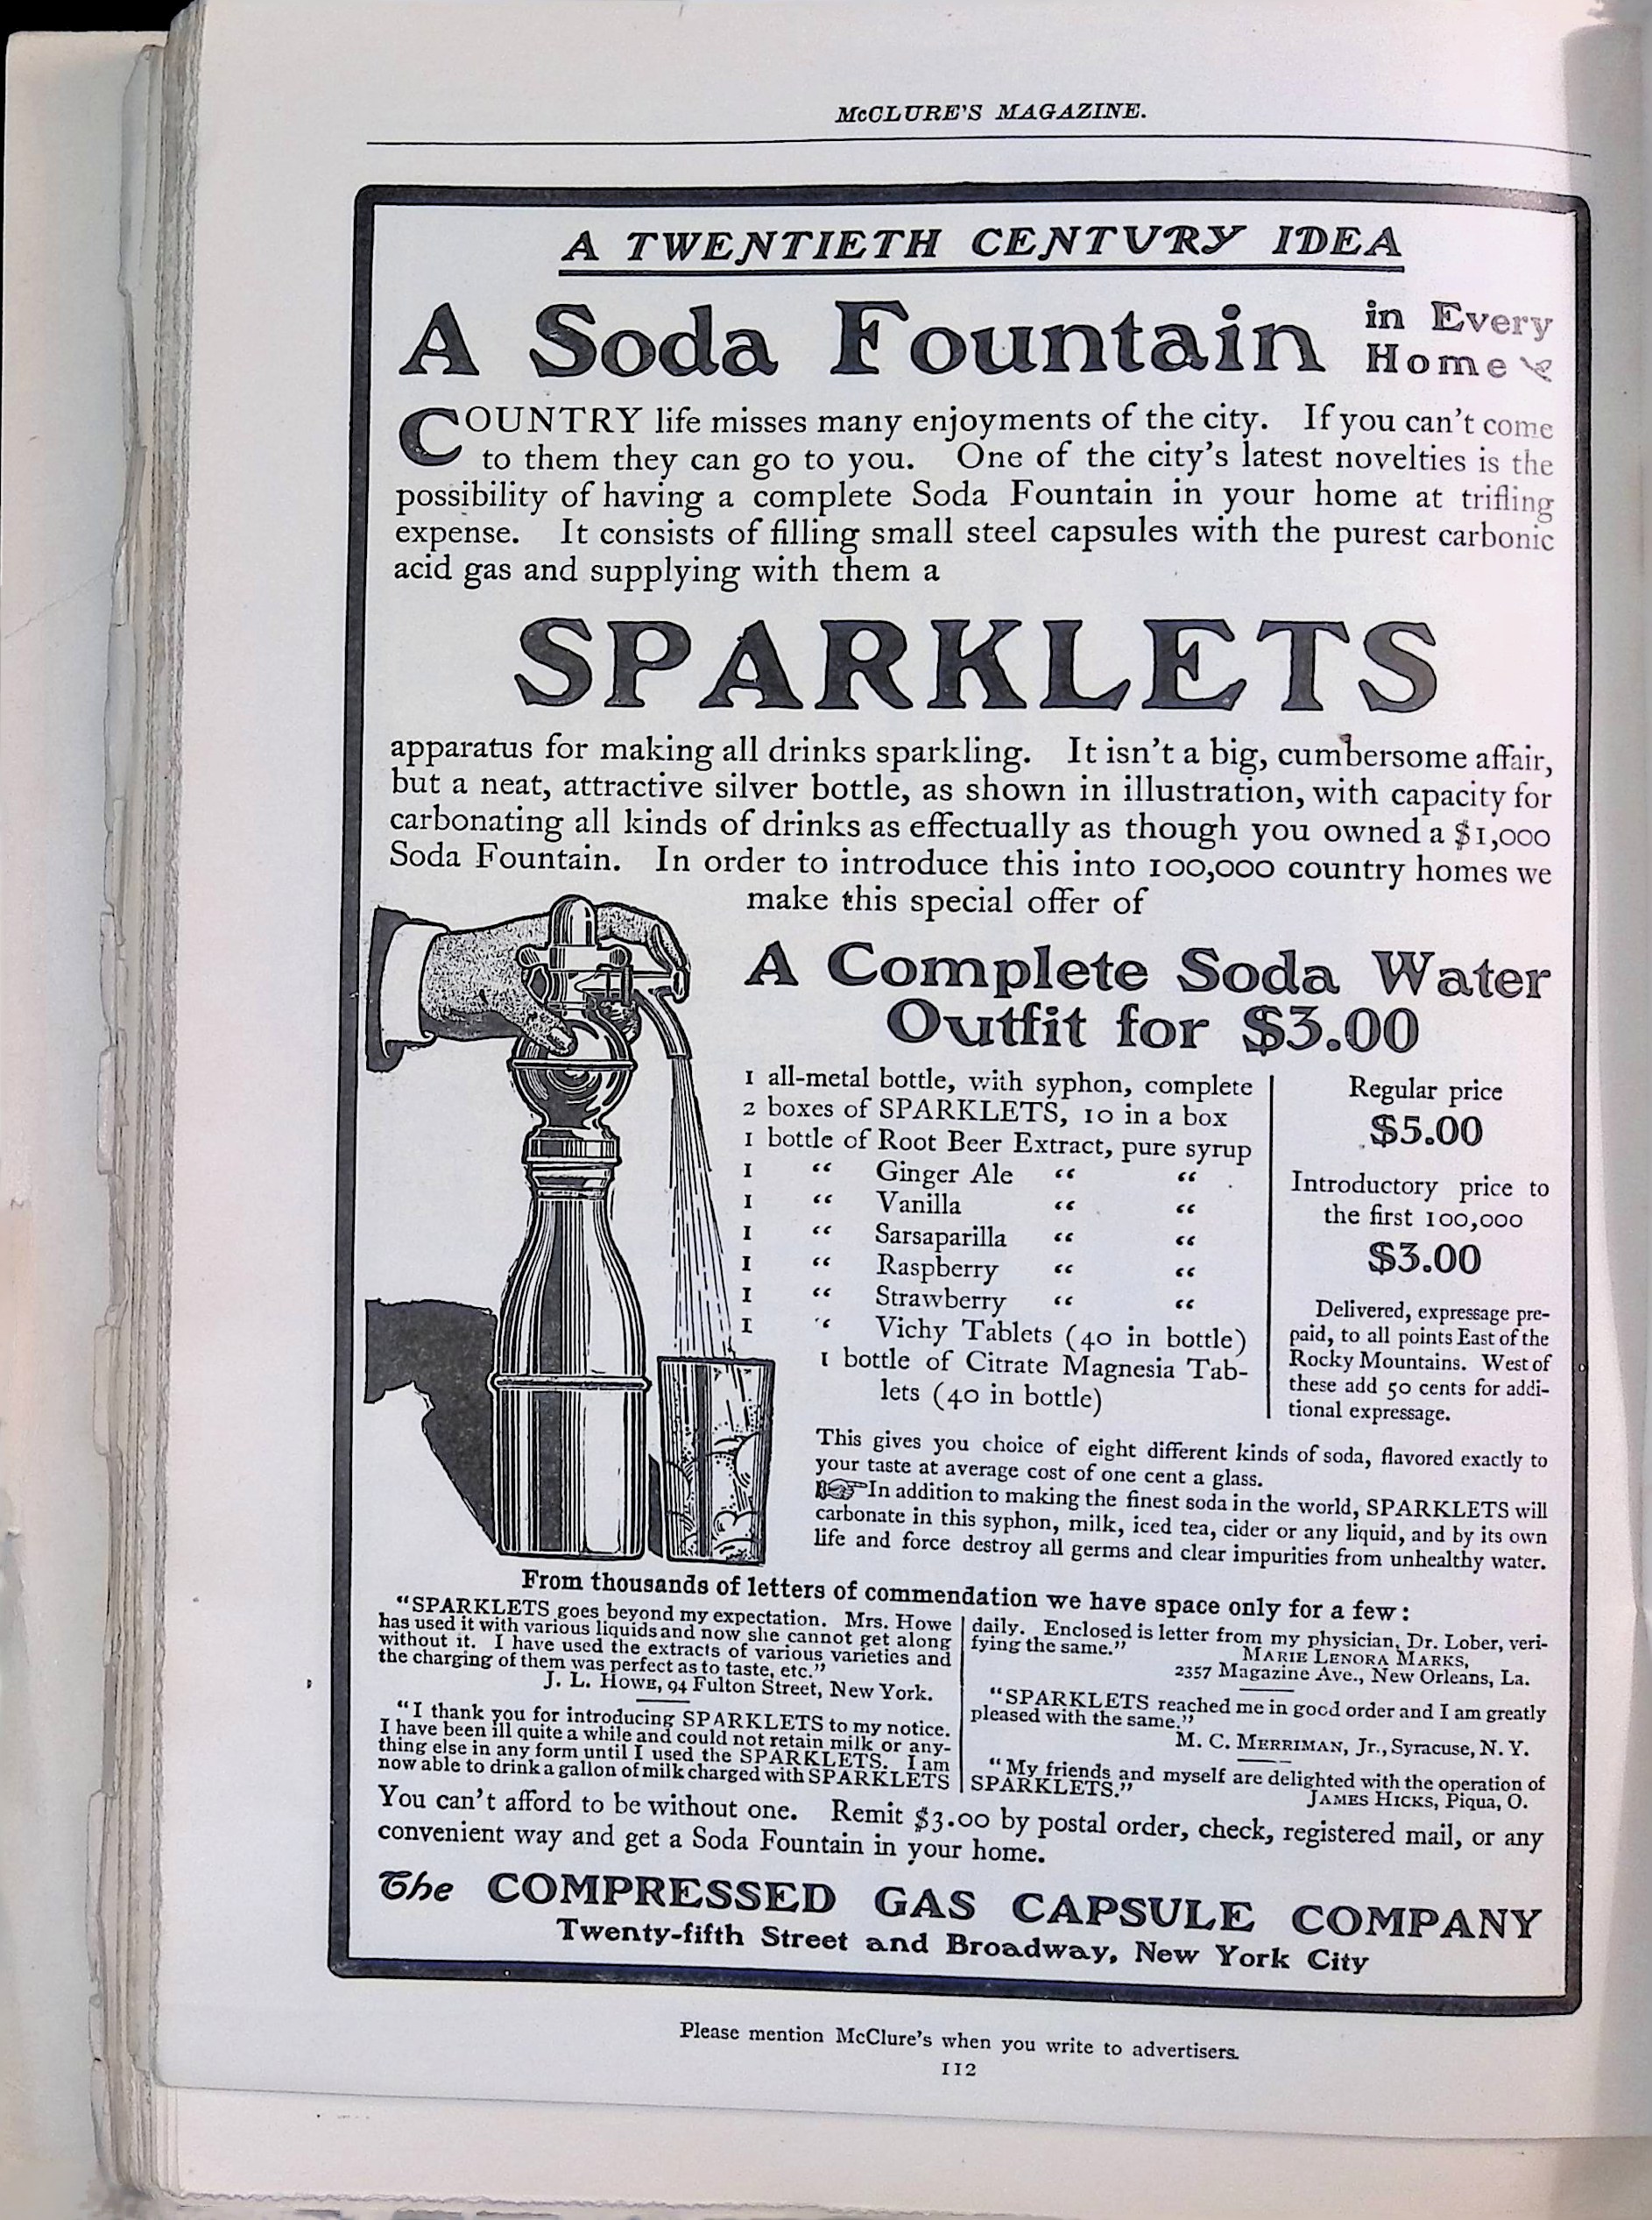 McCLURE'S MAGAZINE.
A TWENTIETH CENTURY IDEA
A Soda Fountain in Every Home
COUNTRY life misses many enjoyments of the city. If you can't come
to them they can go to you. One of the city's latest novelties is the
possibility of having a complete Soda Fountain in your home at trifling
expense. It consists of filling small steel capsules with the purest carbonic
acid gas and supplying with them a
SPARKLETS
apparatus for making all drinks sparkling. It isn't a big, cumbersome affair,
but a neat, attractive silver bottle, as shown in illustration, with capacity for
carbonating all kinds of drinks as effectually as though you owned a $1,000
Soda Fountain. In order to introduce this into 100,000 country homes we
make this special offer of
A Complete Soda Water
Outfit for $3.00
1 all-metal bottle, with syphon, complete
2 boxes of SPARKLETS, 10 in a box
1 bottle of Root Beer Extract, pure syrup
1 " Ginger Ale " "
1 " Vanilla " "
1 " Sarsaparilla " "
1 " Raspberry " "
1 " Strawberry " "
1 " Vichy Tablets (40 in bottle)
1 bottle of Citrate Magnesia Tab-
lets (40 in bottle)
Regular price
$5.00
Introductory price to
the first 100,000
$3.00
Delivered, expressage pre-
paid, to all points East of the
Rocky Mountains. West of
these add 50 cents for addi-
tional expressage.
This gives you choice of eight different kinds of soda, flavored exactly to
your taste at average cost of one cent a glass.
☞In addition to making the finest soda in the world, SPARKLETS will
carbonate in this syphon, milk, iced tea, cider or any liquid, and by its own
life and force destroy all germs and clear impurities from unhealthy water.
From thousands of letters of commendation we have space only for a few:
"SPARKLETS goes beyond my expectation. Mrs. Howe
has used it with various liquids and now she cannot get along
without it. I have used the extracts of various varieties and
the charging of them was perfect as to taste, etc."
J. L. HOWE, 94 Fulton Street, New York.
"I thank you for introducing SPARKLETS to my notice.
I have been ill quite a while and could not retain milk or any-
thing else in any form until I used the SPARKLETS. I am
now able to drink a gallon of milk charged with SPARKLETS
daily. Enclosed is letter from my physician, Dr. Lober, veri-
fying the same."
MARIE LENORA MARKS,
2357 Magazine Ave., New Orleans, La.
"SPARKLETS reached me in good order and I am greatly
pleased with the same."
M. C. MERRIMAN, Jr., Syracuse, N. Y.
"My friends and myself are delighted with the operation of
SPARKLETS."
JAMES HICKS, Piqua, O.
You can't afford to be without one. Remit $3.00 by postal order, check, registered mail, or any
convenient way and get a Soda Fountain in your home.
The COMPRESSED GAS CAPSULE COMPANY
Twenty-fifth Street and Broadway, New York City
Please mention McClure's when you write to advertisers.
112